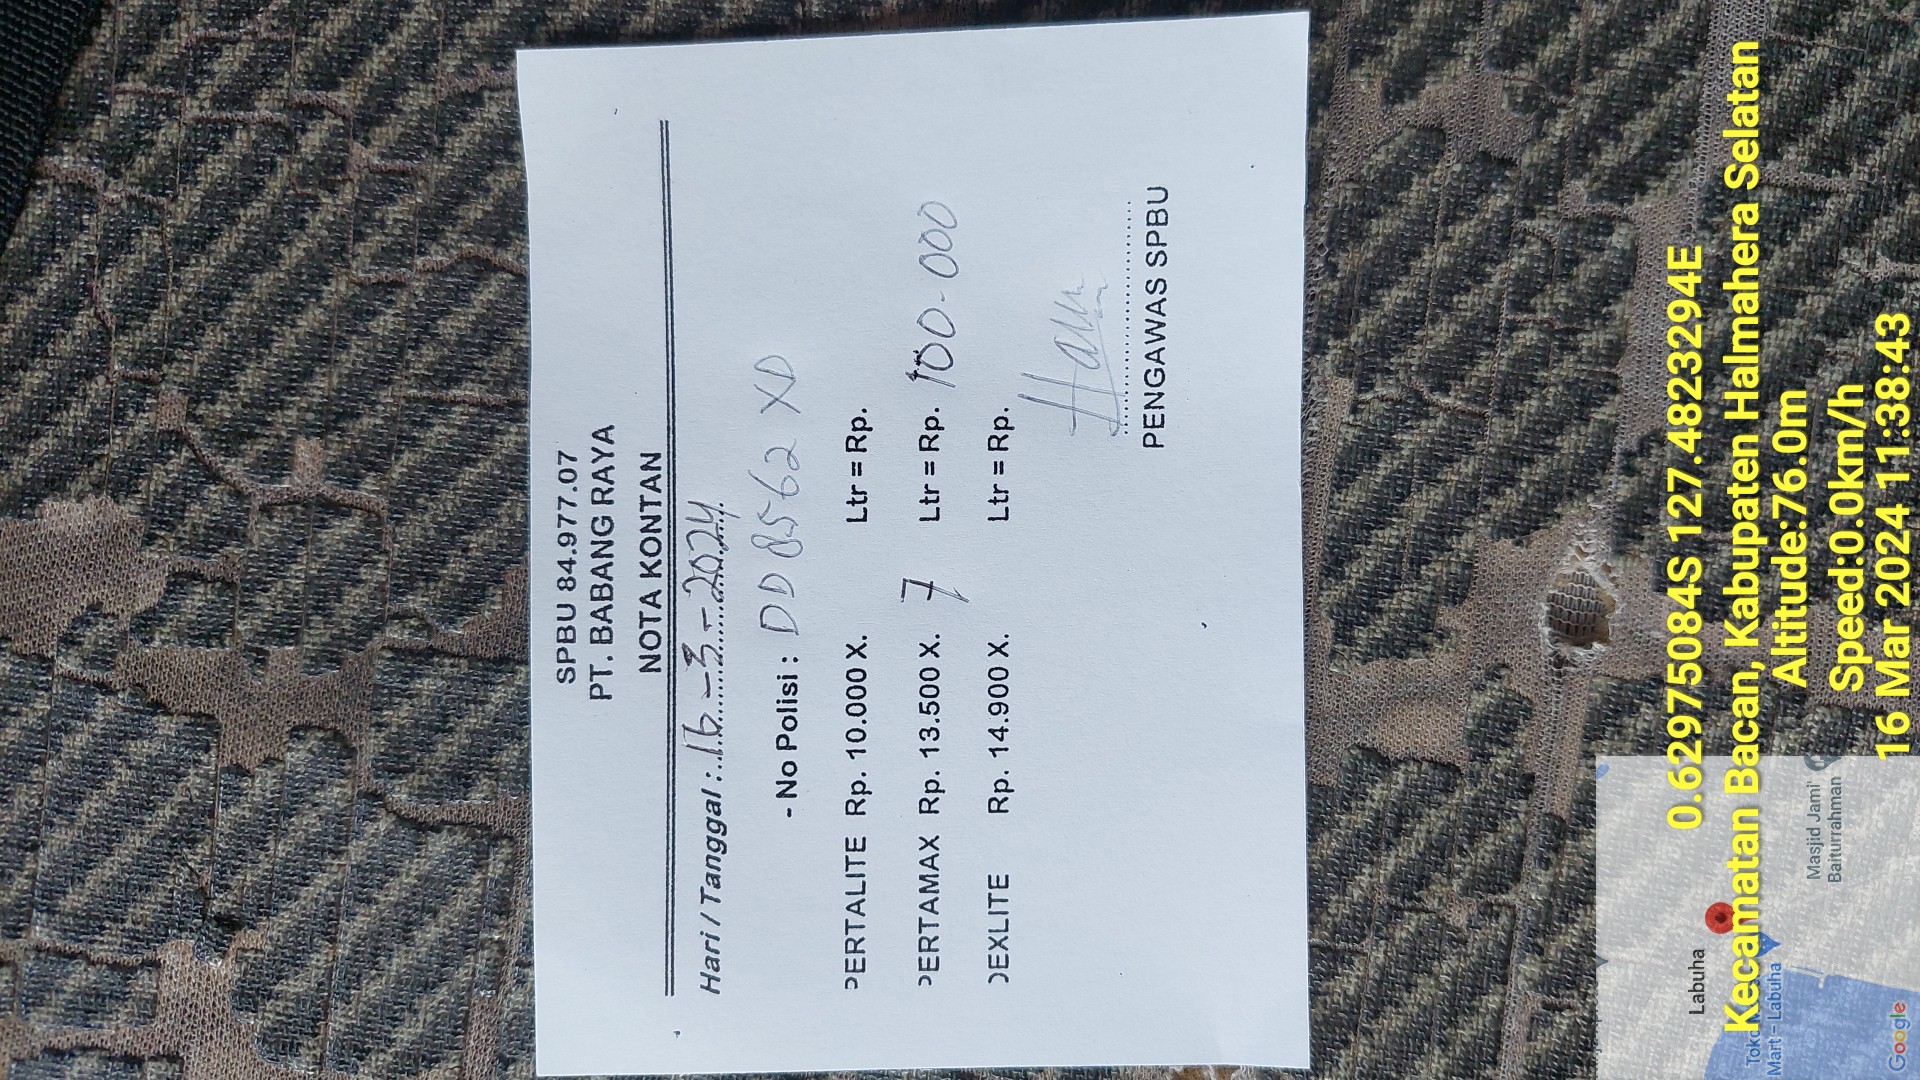 SPBU 84.977.07
PT. BABANG RAYA
NOTA KONTAN
Hari / Tanggal : 16 - 3 - 2024
- No Polisi : DD 8562 XD
PERTALITE Rp. 10.000 X. Ltr = Rp.
PERTAMAX Rp. 13.500 X. 7 Ltr = Rp. 100.000
DEXLITE Rp. 14.900 X. Ltr = Rp.
PENGAWAS SPBU
0.62975084S 127.48232294E
Kecamatan Bacan, Kabupaten Halmahera Selatan
Altitude:76.0m
Speed:0.0km/h
16 Mar 2024 11:38:43
Labuha
Mart - Labuha
Masjid Jami'
Baiturrahman
Google